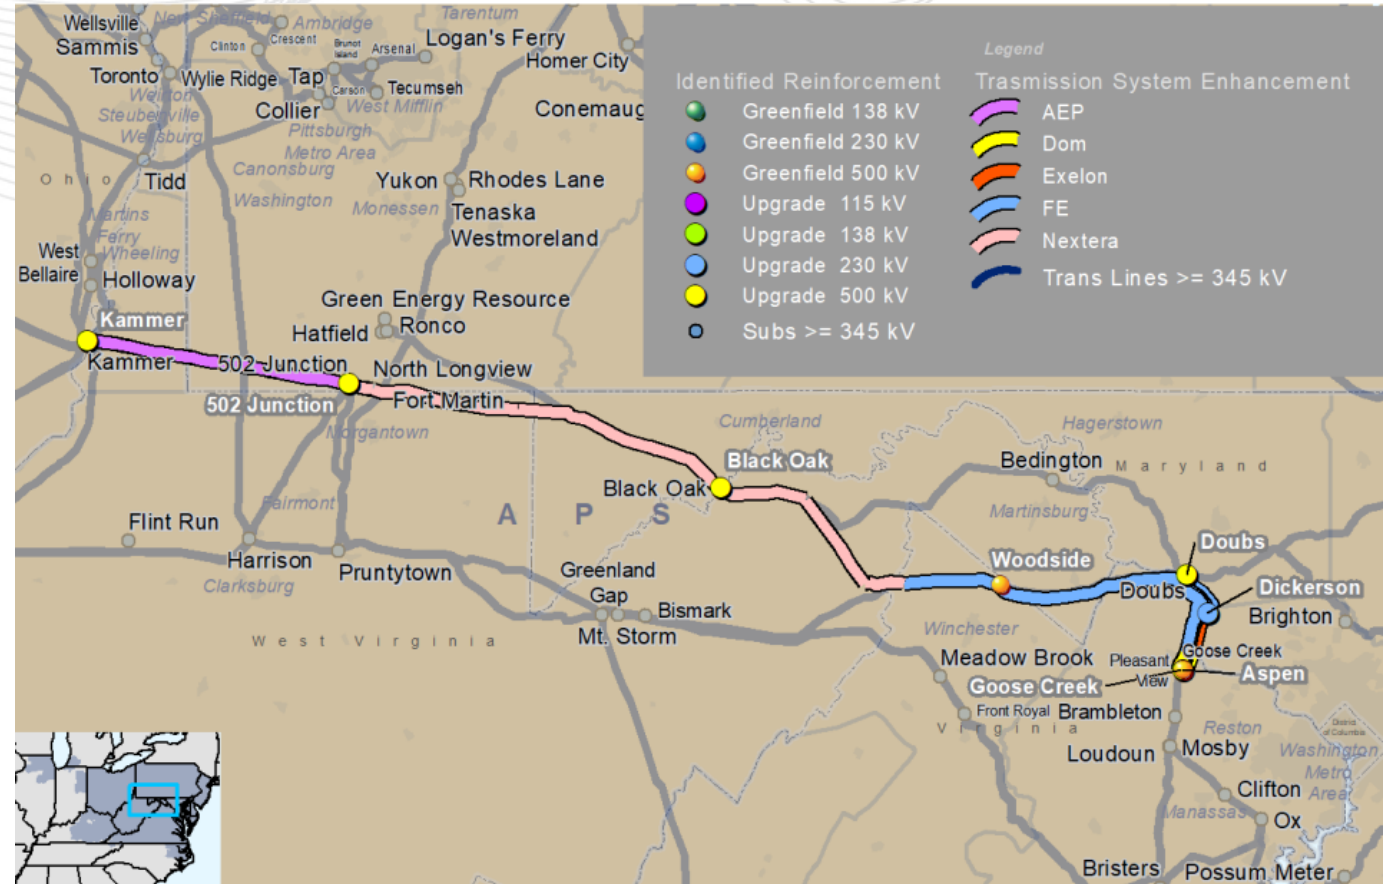 Legend
Identified Reinforcement
Greenfield 138 kV
Greenfield 230 kV
Greenfield 500 kV
Upgrade 115 kV
Upgrade 138 kV
Upgrade 230 kV
Upgrade 500 kV
Subs >= 345 kV
Trasmission System Enhancement
AEP
Dom
Exelon
FE
Nextera
Trans Lines >= 345 kV
Wellsville
New Sheffield
Ambridge
Tarentum
Sammis
Clinton
Crescent
Brunot
Island
Arsenal
Logan's Ferry
Homer City
Toronto
Wylie Ridge
Tap
Carson
Tecumseh
Weirton
Collier
West Mifflin
Conemaug
Steubenville
Wellsburg
Pittsburgh
Metro Area
Canonsburg
Ohio
Tidd
Washington
Yukon
Rhodes Lane
Monessen
Tenaska
Westmoreland
Martins
Ferry
Wheeling
West
Bellaire
Holloway
Green Energy Resource
Hatfield
Ronco
Kammer
Kammer
502 Junction
North Longview
502 Junction
Fort Martin
Morgantown
Cumberland
Hagerstown
Black Oak
Black Oak
Bedington
Maryland
Martinsburg
A P S
Fairmont
Flint Run
Harrison
Clarksburg
Pruntytown
Greenland
Gap
Bismark
Mt. Storm
West Virginia
Woodside
Doubs
Doubs
Dickerson
Brighton
Winchester
Meadow Brook
Pleasant
View
Goose Creek
Goose Creek
Aspen
Front Royal
Brambleton
Virginia
Reston
District
of Columbia
Loudoun
Mosby
Washington
Metro
Area
Clifton
Manassas
Ox
Bristers
Possum Meter